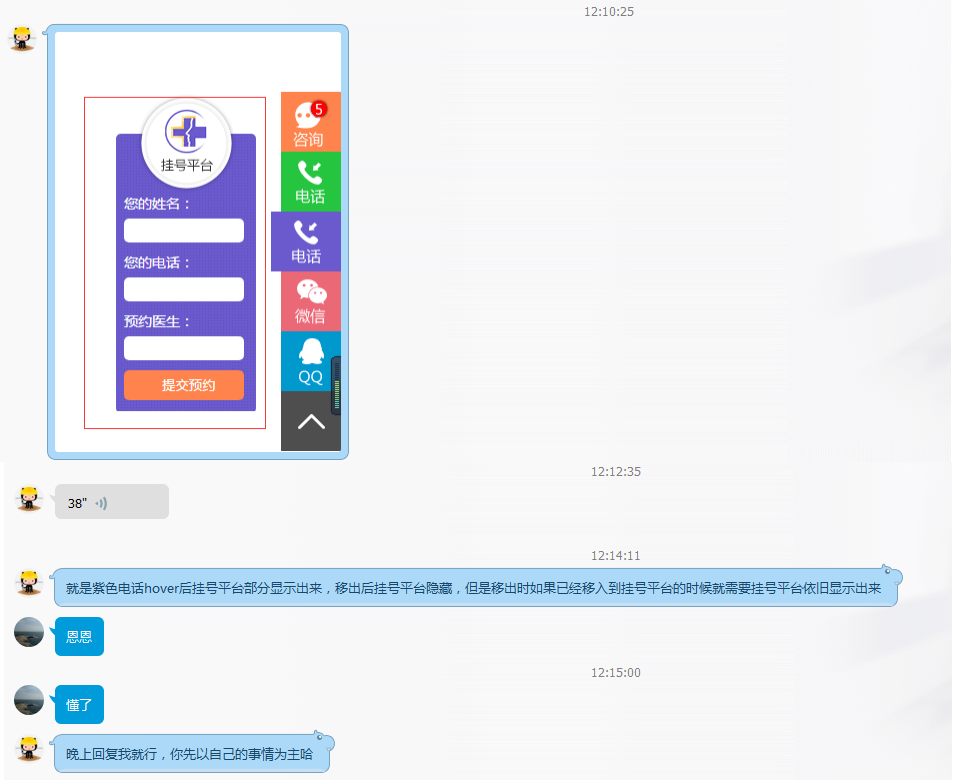 12:10:25
5
咨询
挂号平台
电话
您的姓名：
电话
您的电话：
微信
预约医生：
QQ
提交预约
12:12:35
38"
12:14:11
就是紫色电话hover后挂号平台部分显示出来，移出后挂号平台隐藏，但是移出时如果已经移入到挂号平台的时候就需要挂号平台依旧显示出来
恩恩
12:15:00
懂了
晚上回复我就行，你先以自己的事情为主哈